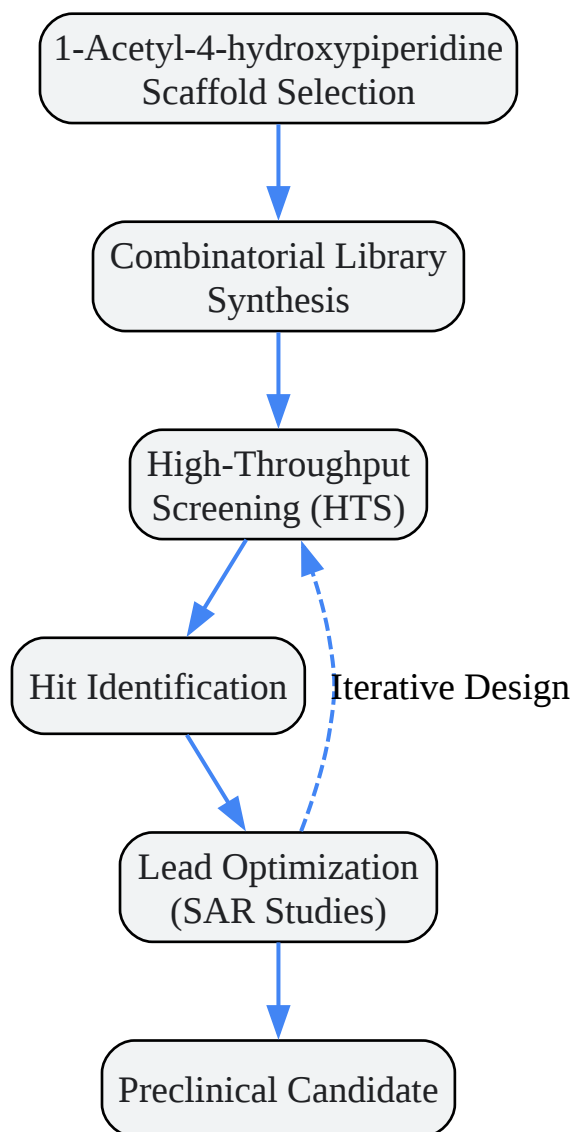 1-Acetyl-4-hydroxypiperidine
Scaffold Selection
Combinatorial Library
Synthesis
High-Throughput
Screening (HTS)
Hit Identification
Iterative Design
Lead Optimization
(SAR Studies)
Preclinical Candidate